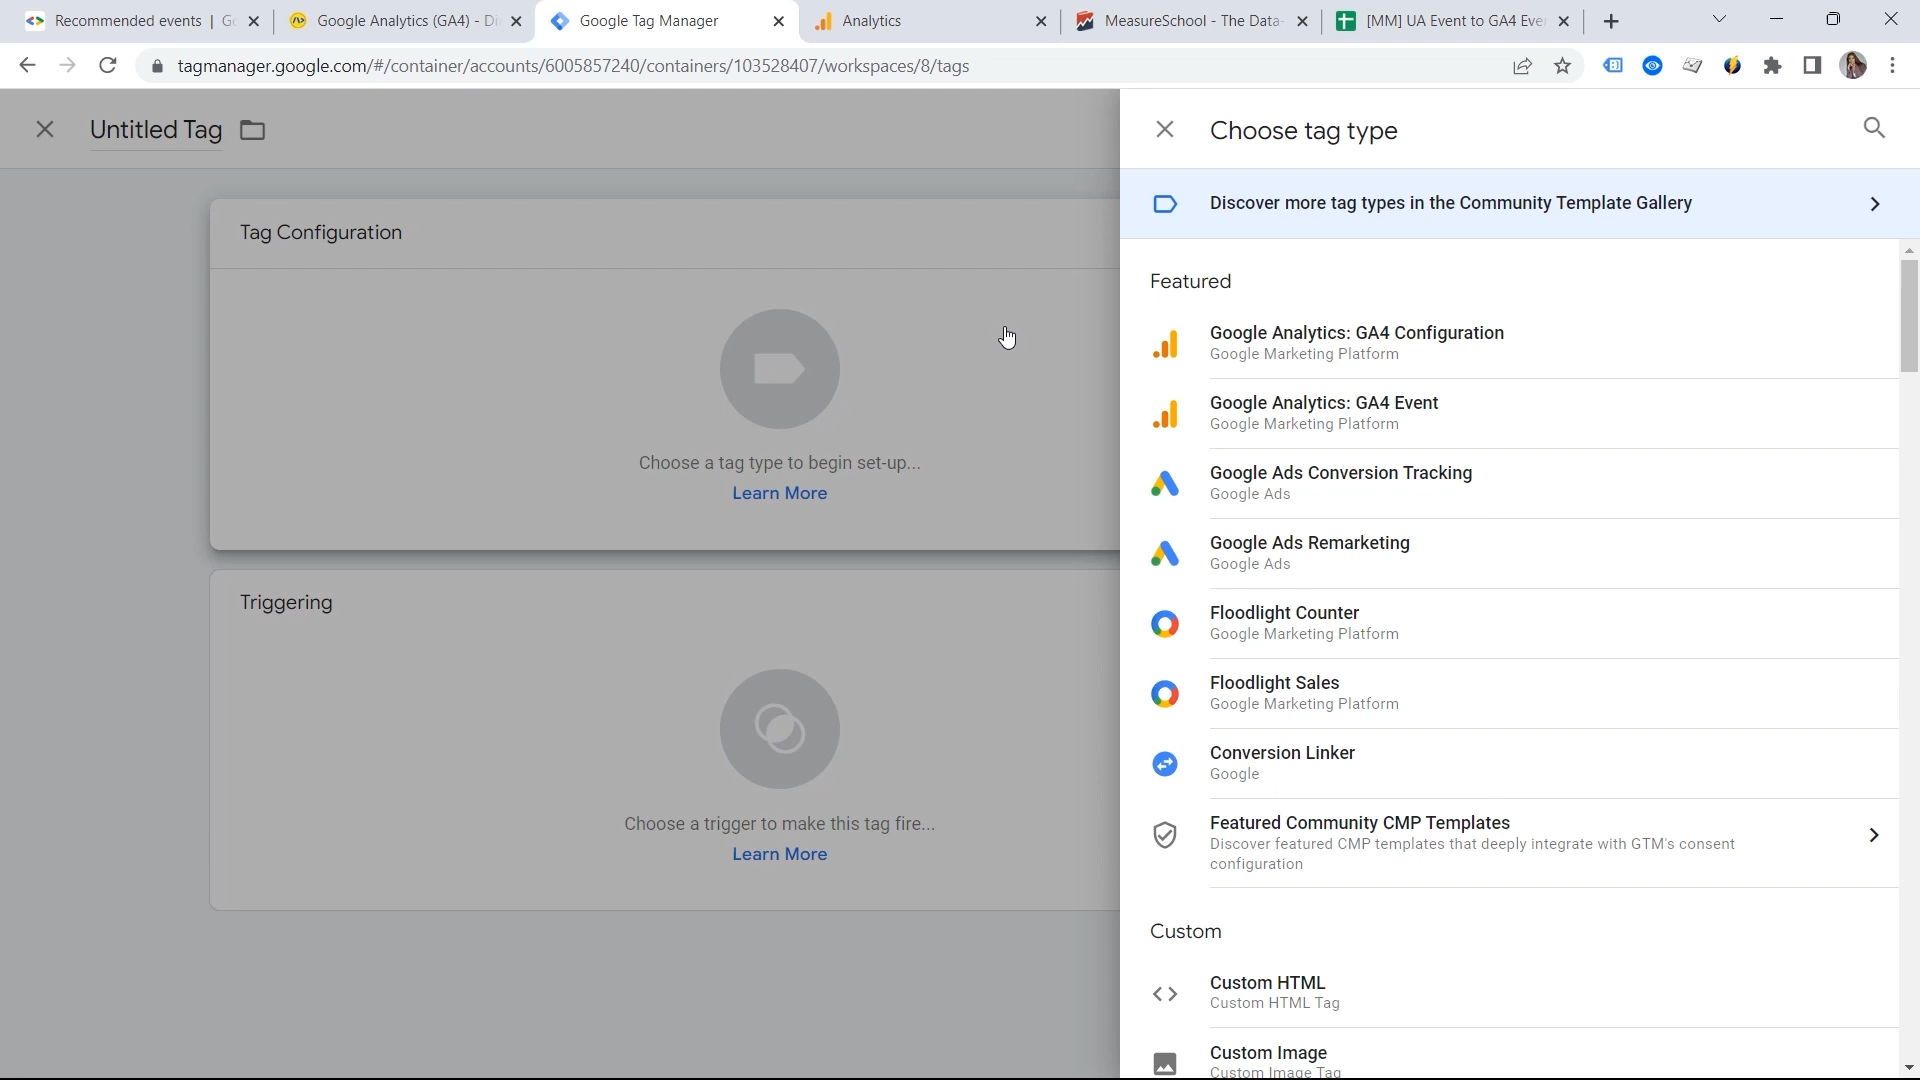 Recommended events | Go
Google Analytics (GA4) - Di
Google Tag Manager
Analytics
MeasureSchool - The Data-
[MM] UA Event to GA4 Eve
tagmanager.google.com/#/container/accounts/6005857240/containers/103528407/workspaces/8/tags
Untitled Tag
Tag Configuration
Choose a tag type to begin set-up...
Learn More
Triggering
Choose a trigger to make this tag fire...
Learn More
Choose tag type
Discover more tag types in the Community Template Gallery
Featured
Google Analytics: GA4 Configuration
Google Marketing Platform
Google Analytics: GA4 Event
Google Marketing Platform
Google Ads Conversion Tracking
Google Ads
Google Ads Remarketing
Google Ads
Floodlight Counter
Google Marketing Platform
Floodlight Sales
Google Marketing Platform
Conversion Linker
Google
Featured Community CMP Templates
Discover featured CMP templates that deeply integrate with GTM's consent
configuration
Custom
Custom HTML
Custom HTML Tag
Custom Image
Custom Image Tag